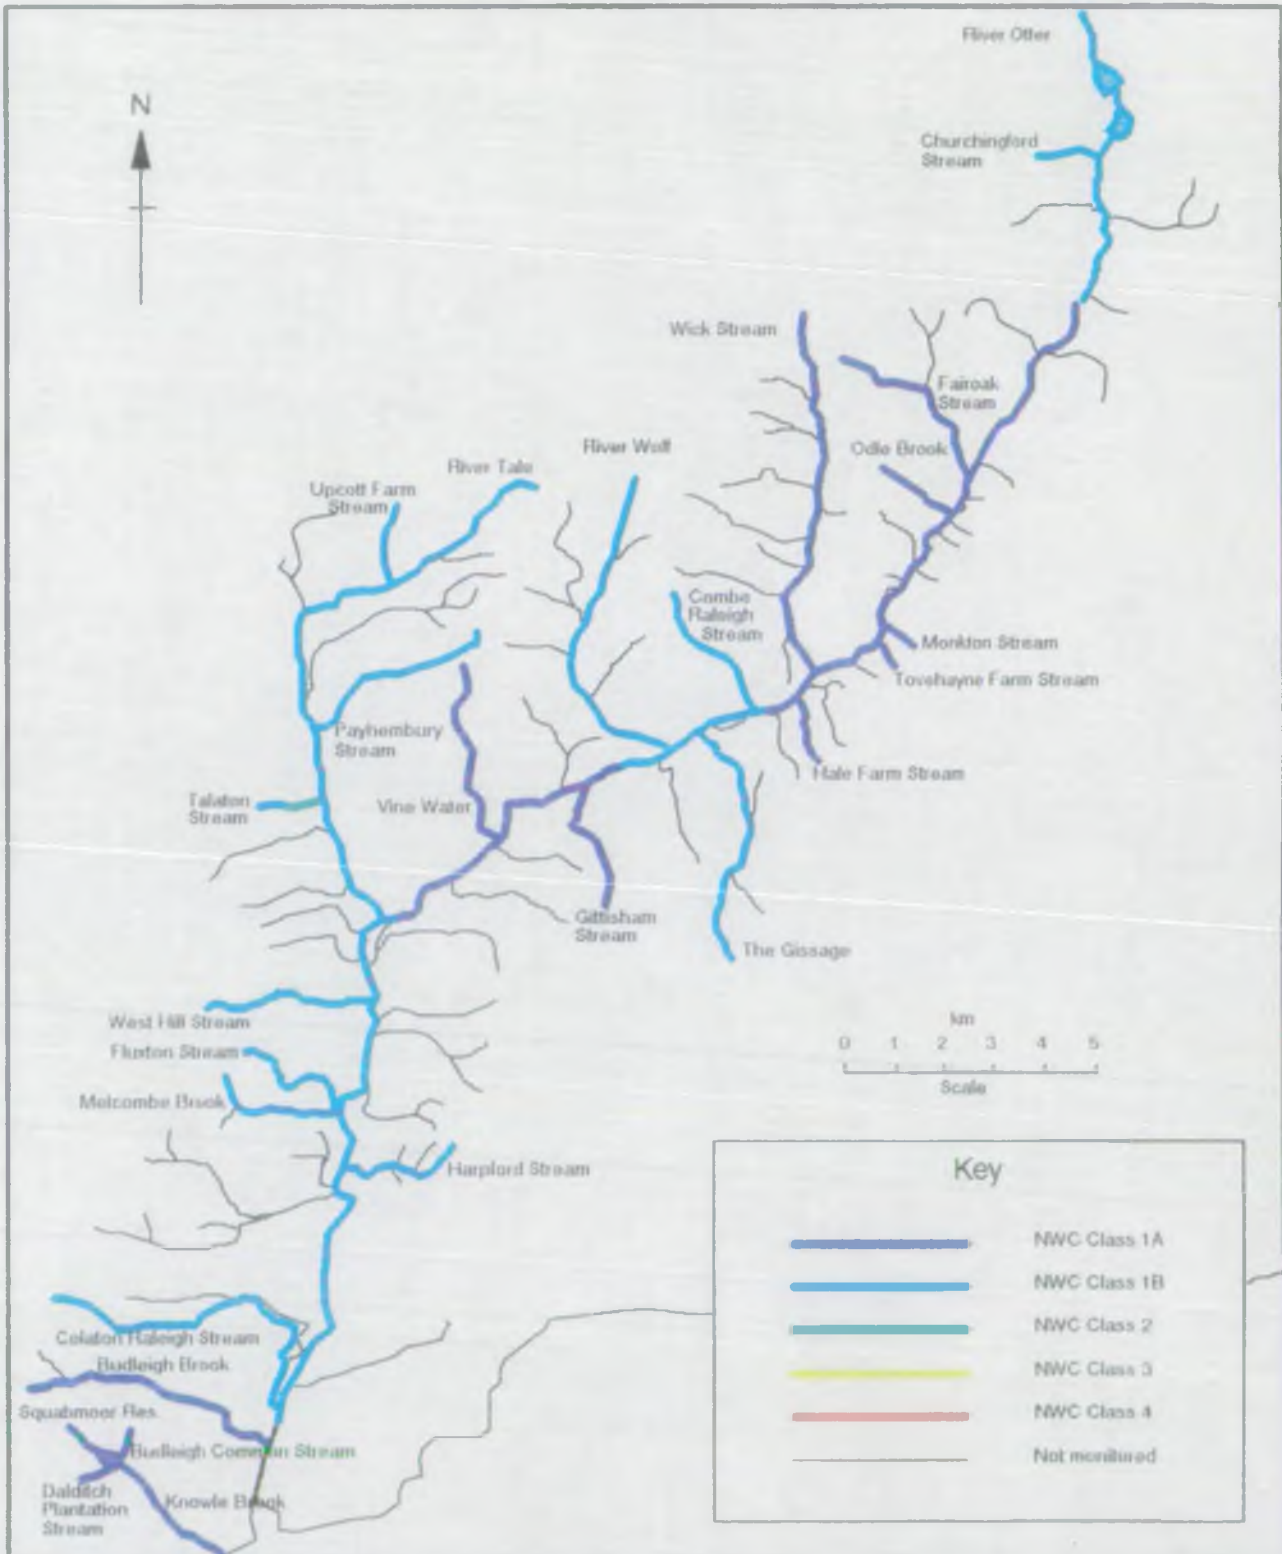 River Otter
N
Churchingford
Stream
Wick Stream
Fairoak
Stream
Odle Brook
River Wolf
River Tale
Upcott Farm
Stream
Combe
Raleigh
Stream
Monkton Stream
Tovehayne Farm Stream
Payhembury
Stream
Hale Farm Stream
Talaton
Stream
Vine Water
Gittisham
Stream
The Gissage
West Hill Stream
Fluxton Stream
Metcombe Brook
Harpford Stream
km
0 1 2 3 4 5
Scale
Key
NWC Class 1A
NWC Class 1B
NWC Class 2
NWC Class 3
NWC Class 4
Not monitored
Colaton Raleigh Stream
Budleigh Brook
Squabmoor Res.
Budleigh Common Stream
Dalditch
Plantation
Stream
Knowle Brook